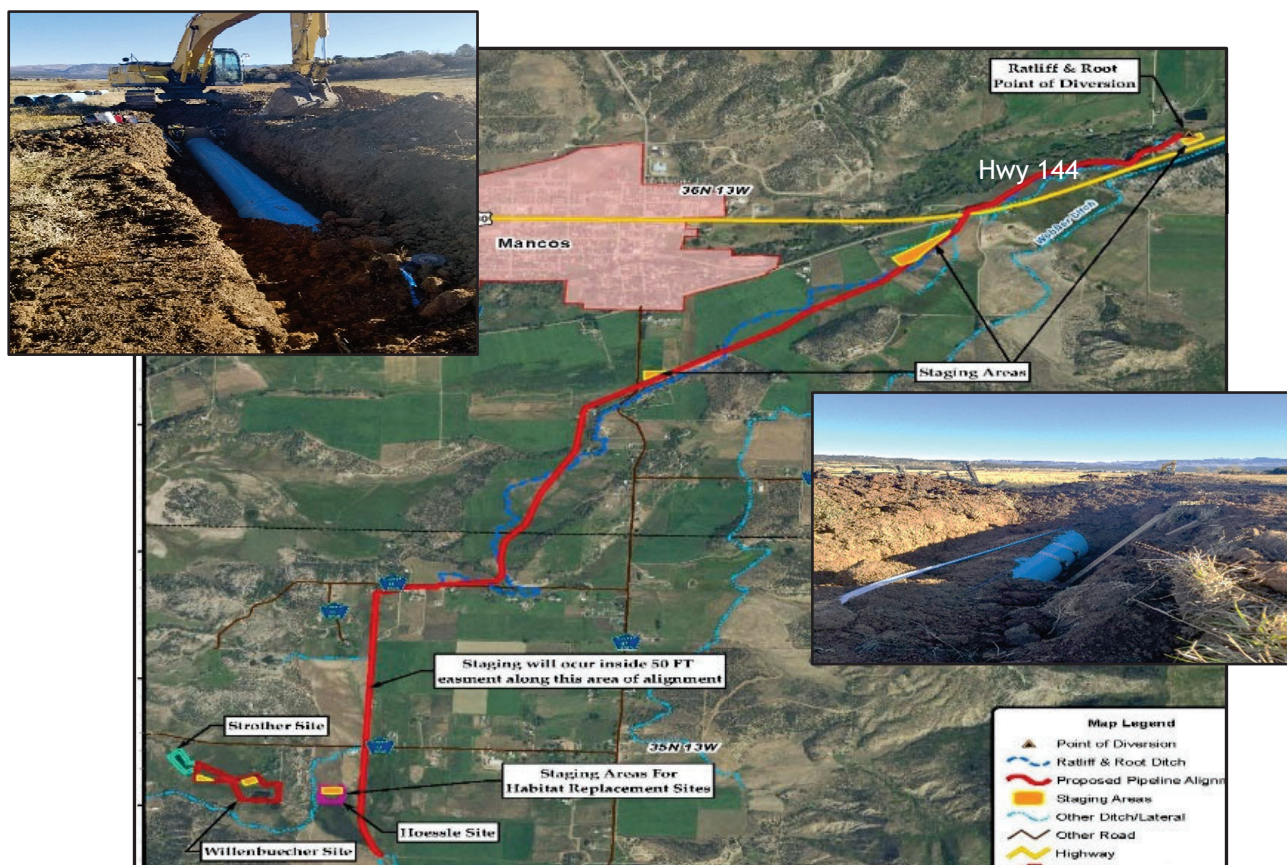 Ratliff & Root
Point of Diversion
Hwy 144
36N 13W
Mancos
Webber Ditch
Staging Areas
Staging will ocur inside 50 FT
easment along this area of alignment
Strother Site
35N 13W
Staging Areas For
Habitat Replacement Sites
Hoessle Site
Willenbuecher Site
Map Legend
Point of Diversion
Ratliff & Root Ditch
Proposed Pipeline Alignm
Staging Areas
Other Ditch/Lateral
Other Road
Highway